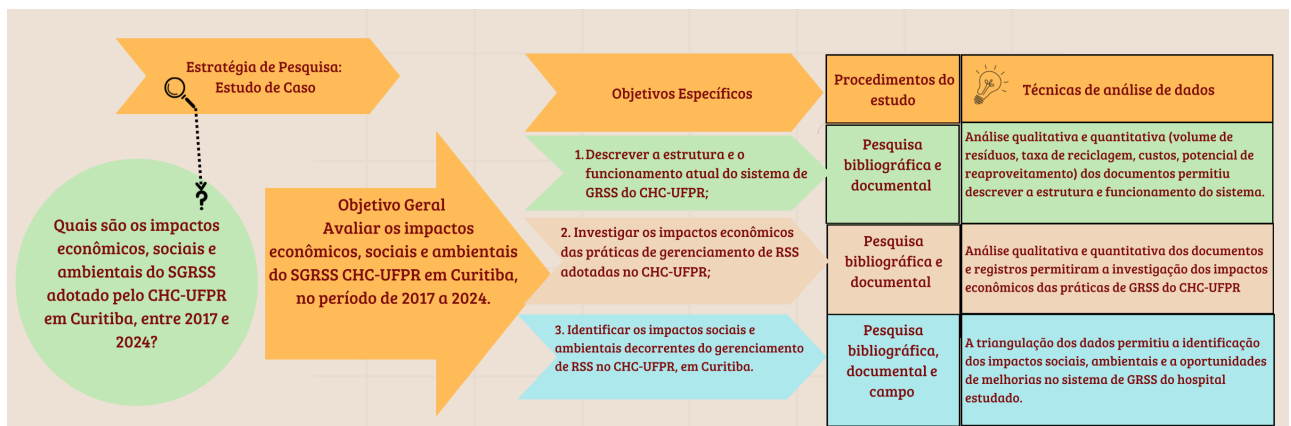 Estratégia de Pesquisa:
Estudo de Caso
?
Quais são os impactos
econômicos, sociais e
ambientais do SGRSS
adotado pelo CHC-UFPR
em Curitiba, entre 2017 e
2024?
Objetivo Geral
Avaliar os impactos
econômicos, sociais e ambientais
do SGRSS CHC-UFPR em Curitiba,
no período de 2017 a 2024.
Objetivos Específicos
1. Descrever a estrutura e o
funcionamento atual do sistema de
GRSS do CHC-UFPR;
2. Investigar os impactos econômicos
das práticas de gerenciamento de RSS
adotadas no CHC-UFPR;
3. Identificar os impactos sociais e
ambientais decorrentes do gerenciamento
de RSS no CHC-UFPR, em Curitiba.
Procedimentos do
estudo
Pesquisa
bibliográfica e
documental
Pesquisa
bibliográfica e
documental
Pesquisa
bibliográfica,
documental e
campo
Técnicas de análise de dados
Análise qualitativa e quantitativa (volume de
resíduos, taxa de reciclagem, custos, potencial de
reaproveitamento) dos documentos permitiu
descrever a estrutura e funcionamento do sistema.
Análise qualitativa e quantitativa dos documentos
e registros permitiram a investigação dos impactos
econômicos das práticas de GRSS do CHC-UFPR
A triangulação dos dados permitiu a identificação
dos impactos sociais, ambientais e a oportunidades
de melhorias no sistema de GRSS do hospital
estudado.